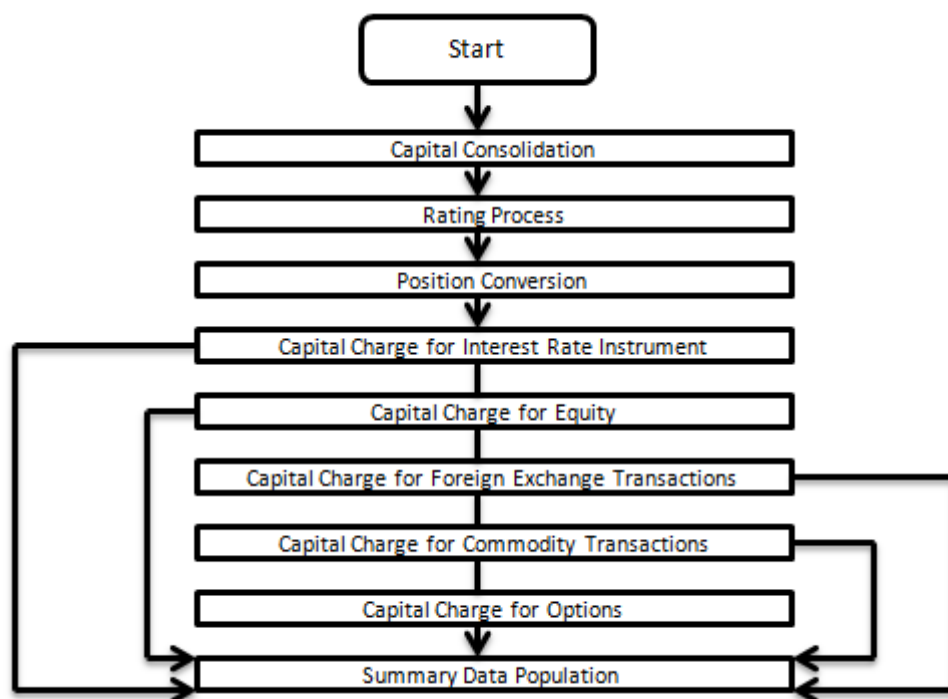 Start
Capital Consolidation
Rating Process
Position Conversion
Capital Charge for Interest Rate Instrument
Capital Charge for Equity
Capital Charge for Foreign Exchange Transactions
Capital Charge for Commodity Transactions
Capital Charge for Options
Summary Data Population